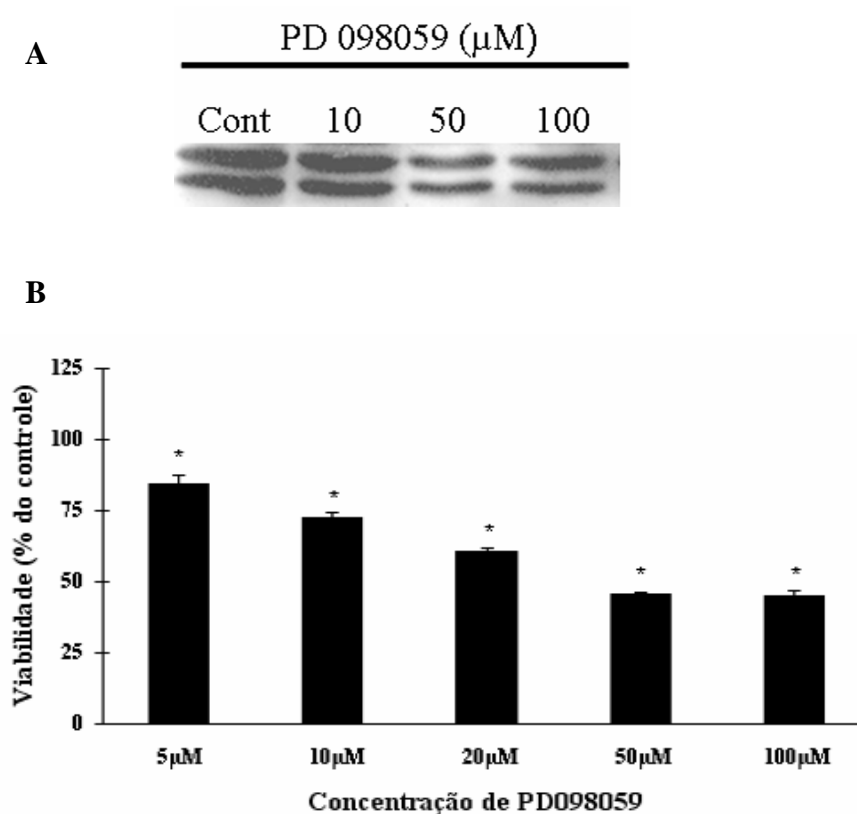 A
PD 098059 (µM)
Cont 10 50 100
B
Viabilidade (% do controle)
125
100
75
50
25
0
* * * * *
5µM 10µM 20µM 50µM 100µM
Concentração de PD098059